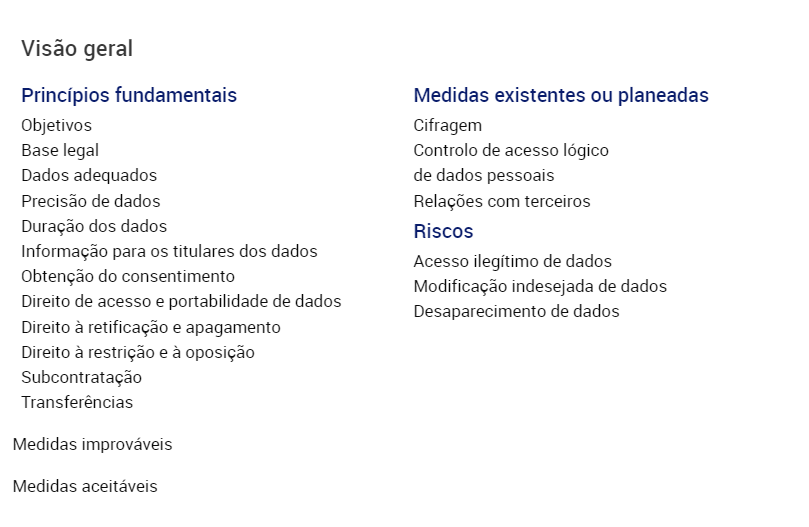 Visão geral
Princípios fundamentais
Objetivos
Base legal
Dados adequados
Precisão de dados
Duração dos dados
Informação para os titulares dos dados
Obtenção do consentimento
Direito de acesso e portabilidade de dados
Direito à retificação e apagamento
Direito à restrição e à oposição
Subcontratação
Transferências
Medidas existentes ou planeadas
Cifragem
Controlo de acesso lógico
de dados pessoais
Relações com terceiros
Riscos
Acesso ilegítimo de dados
Modificação indesejada de dados
Desaparecimento de dados
Medidas improváveis
Medidas aceitáveis